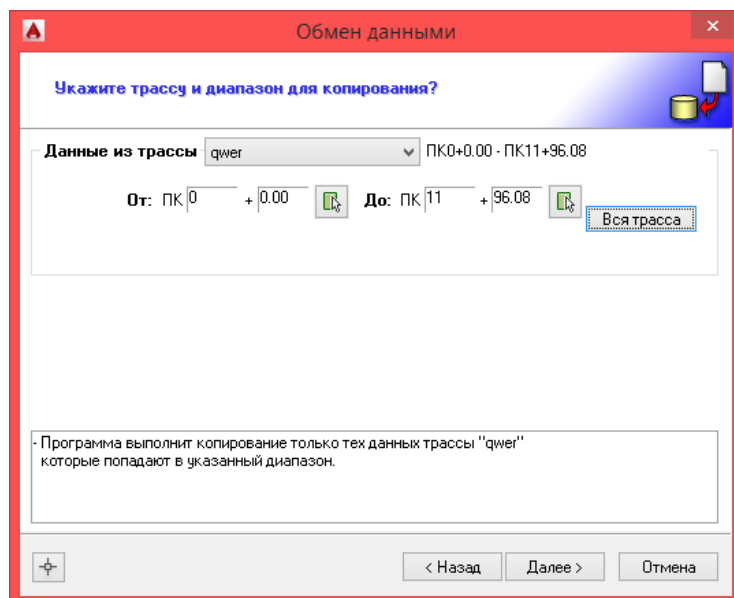 Обмен данными
Укажите трассу и диапазон для копирования?
Данные из трассы qwer ПК0+0.00 - ПК11+96.08
От: ПК 0 + 0.00 До: ПК 11 + 96.08
Вся трасса
- Программа выполнит копирование только тех данных трассы "qwer"
которые попадают в указанный диапазон.
< Назад Далее > Отмена